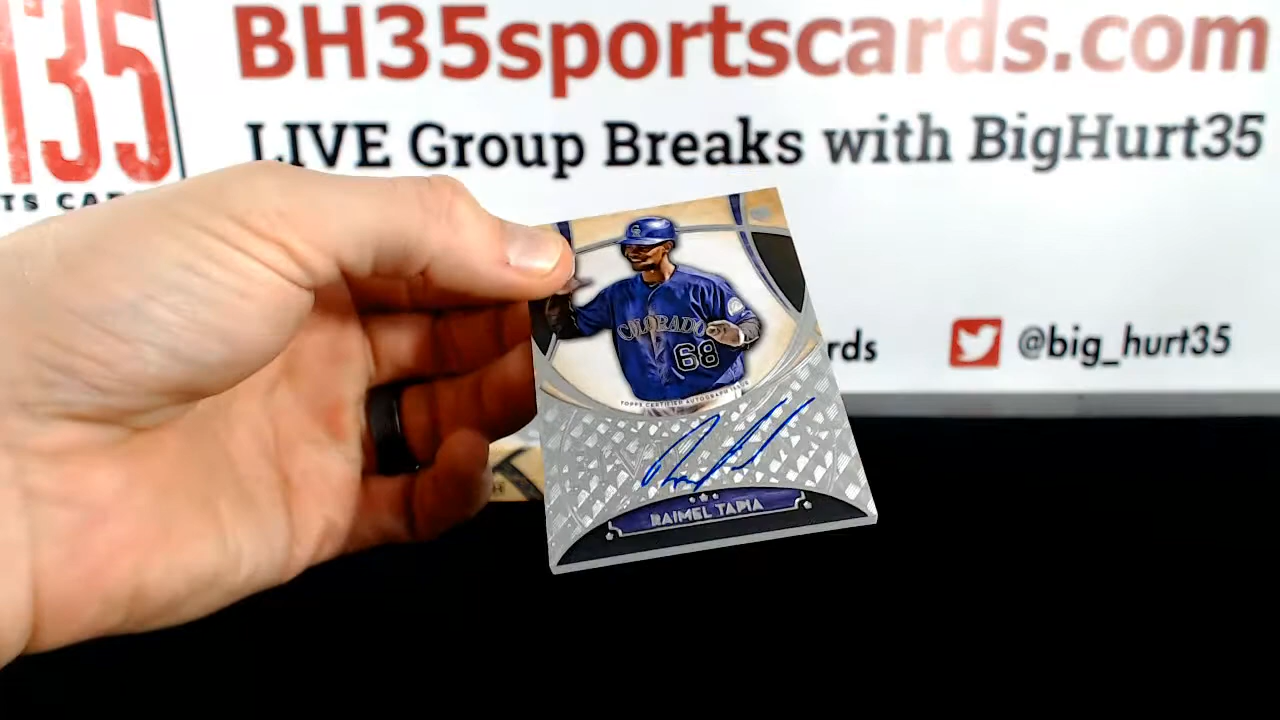 135
TS CA
BH35sportscards.com
LIVE Group Breaks with BigHurt35
rds
@big_hurt35
COLORADO
68
TOPPS CERTIFIED AUTOGRAPH ISSUE
RAIMEL TAPIA